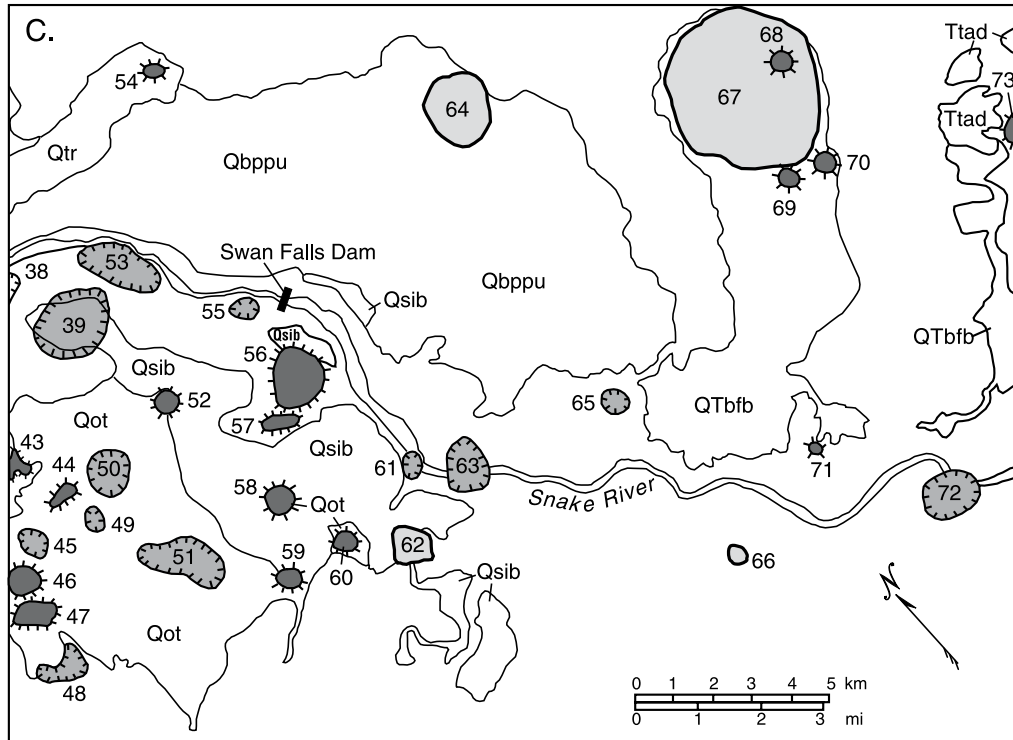 C.
68
Ttad
73
54
64
67
Ttad
Qtr
Qbppu
70
69
Swan Falls Dam
38
53
Qbppu
Qsib
55
39
Qsib
QTbfb
56
Qsib
52
65
QTbfb
57
Qot
43
Qsib
44
50
61
63
71
58
Snake River
72
Qot
49
45
51
62
66
59
60
46
Qsib
N
47
Qot
48
0 1 2 3 4 5 km
0 1 2 3 mi